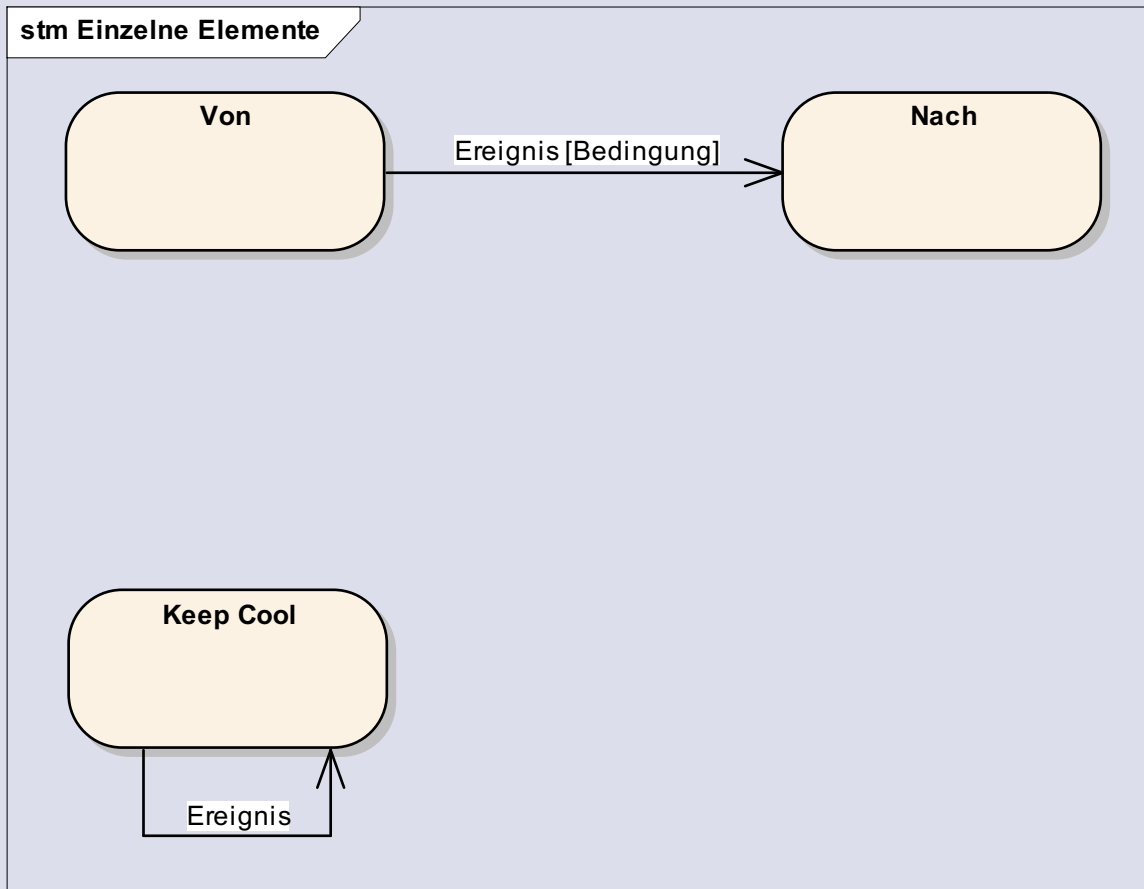 stm Einzelne Elemente
Von
Ereignis [Bedingung]
Nach
Keep Cool
Ereignis